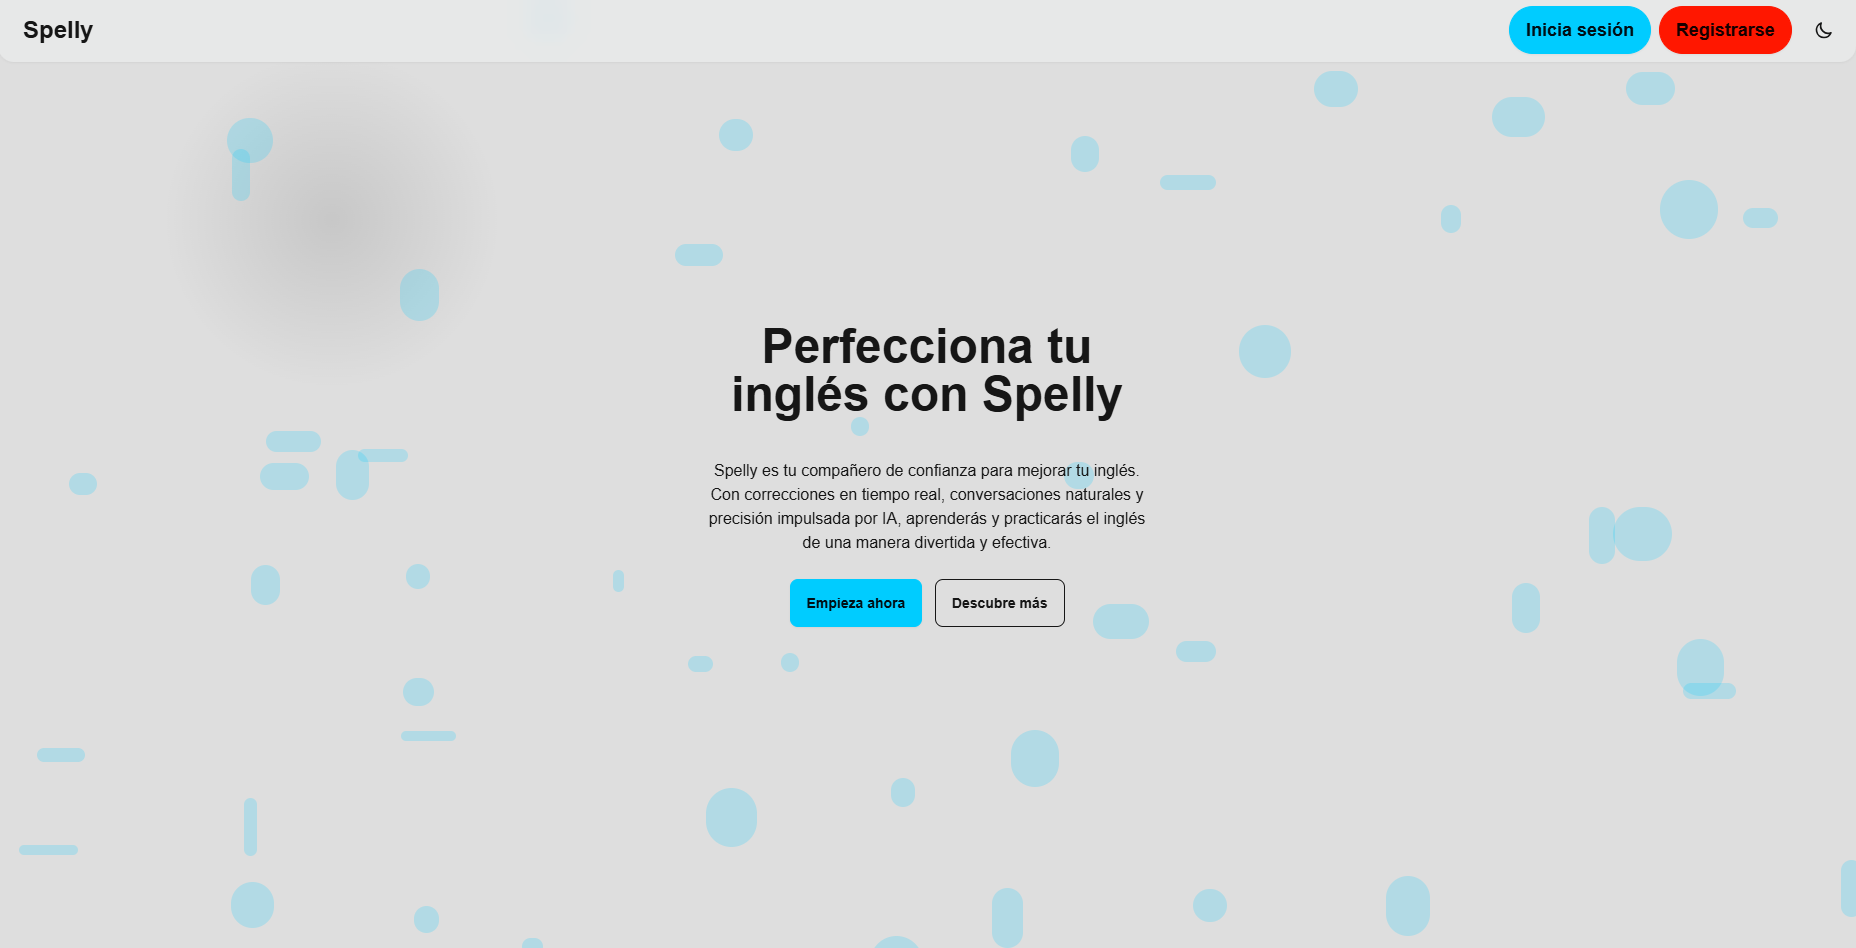 Spelly
Inicia sesión
Registrarse
Perfecciona tu
inglés con Spelly
Spelly es tu compañero de confianza para mejorar tu inglés.
Con correcciones en tiempo real, conversaciones naturales y
precisión impulsada por IA, aprenderás y practicarás el inglés
de una manera divertida y efectiva.
Empieza ahora
Descubre más